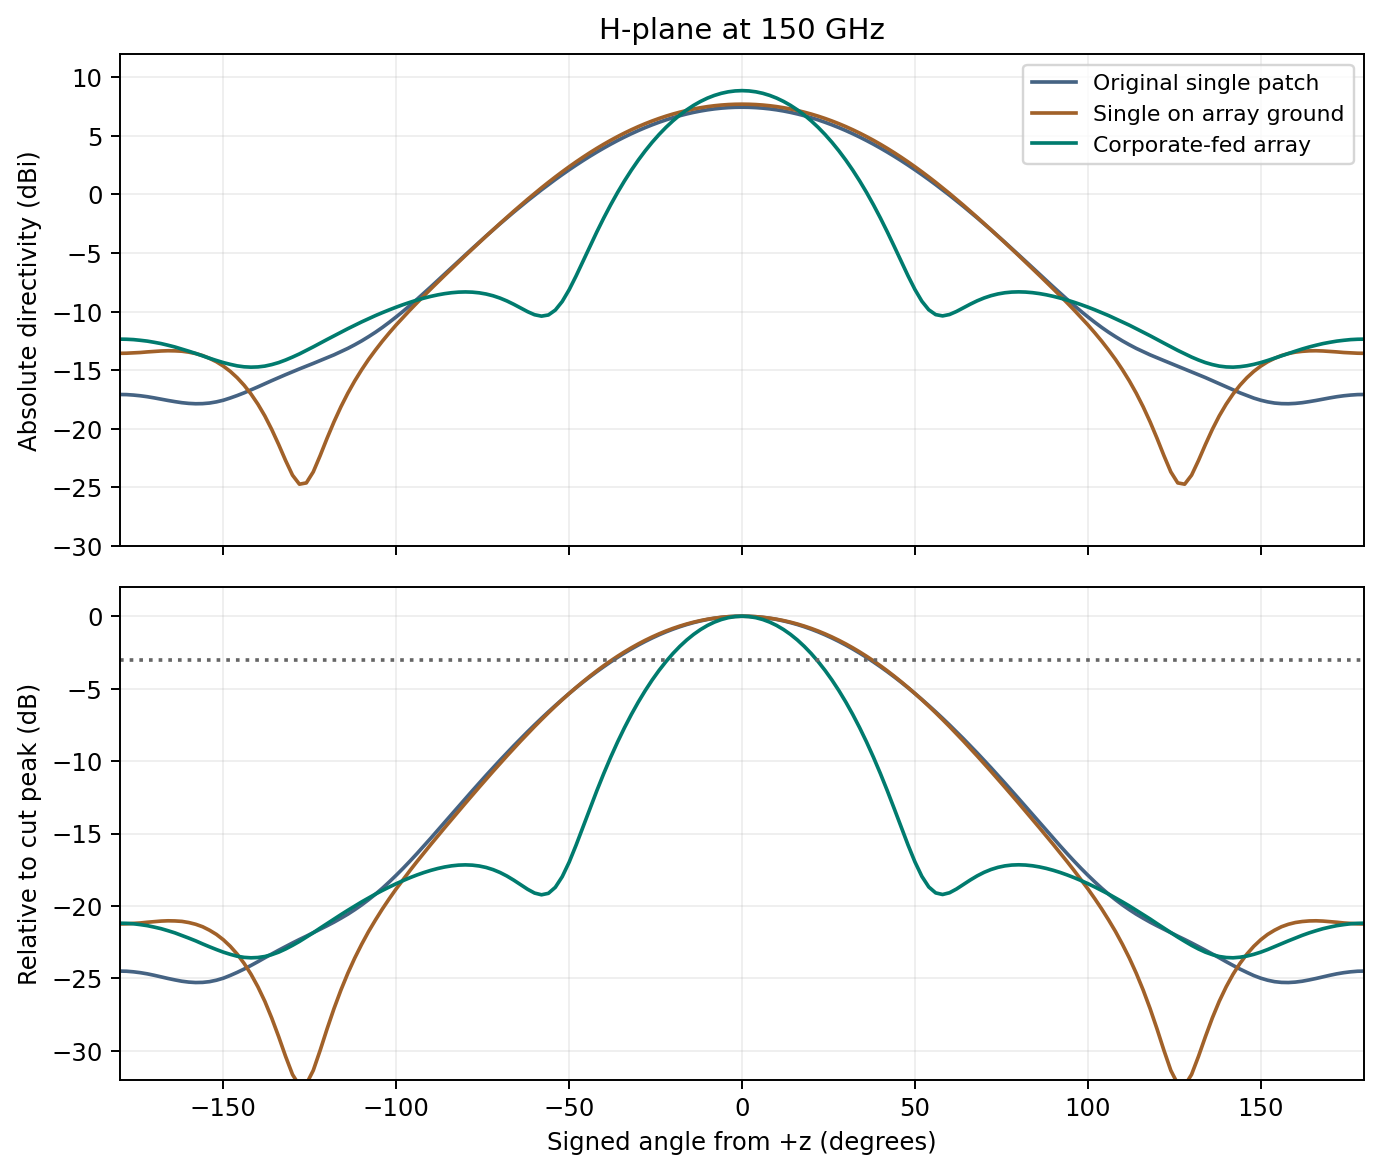 H-plane at 150 GHz
Absolute directivity (dBi)
10
5
0
−5
−10
−15
−20
−25
−30
Original single patch
Single on array ground
Corporate-fed array
Relative to cut peak (dB)
0
−5
−10
−15
−20
−25
−30
−150 −100 −50 0 50 100 150
Signed angle from +z (degrees)